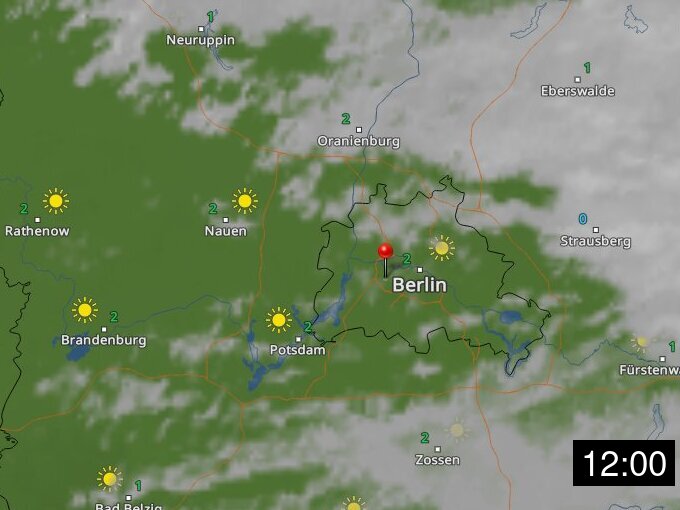 1
Neuruppin
1
Eberswalde
2
Oranienburg
2
Rathenow
2
Nauen
0
Strausberg
2
Berlin
2
Brandenburg
2
Potsdam
1
Fürstenwa
2
Zossen
12:00
1
Bad Belzig